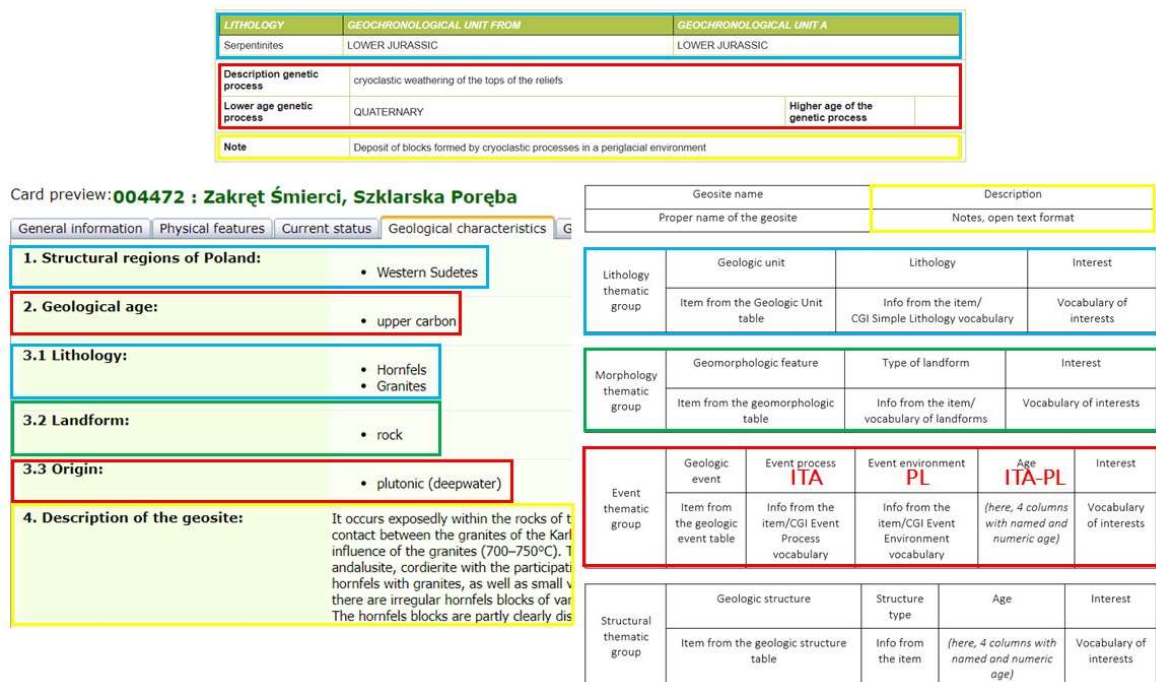 LITHOLOGY GEOCHRONOLOGICAL UNIT FROM GEOCHRONOLOGICAL UNIT A
Serpentinites LOWER JURASSIC LOWER JURASSIC
Description genetic process cryoclastic weathering of the tops of the reliefs
Lower age genetic process QUATERNARY Higher age of the genetic process
Note Deposit of blocks formed by cryoclastic processes in a periglacial environment
Card preview: 004472 : Zakręt Śmierci, Szklarska Poręba
General information Physical features Current status Geological characteristics G
1. Structural regions of Poland:
• Western Sudetes
2. Geological age:
• upper carbon
3.1 Lithology:
• Hornfels
• Granites
3.2 Landform:
• rock
3.3 Origin:
• plutonic (deepwater)
4. Description of the geosite: It occurs exposedly within the rocks of t
contact between the granites of the Kar
influence of the granites (700–750°C). T
andalusite, cordierite with the participati
hornfels with granites, as well as small v
there are irregular hornfels blocks of var
The hornfels blocks are partly clearly dis
Geosite name Description
Proper name of the geosite Notes, open text format
Lithology thematic group
Geologic unit Lithology Interest
Item from the Geologic Unit table
Info from the item/ CGI Simple Lithology vocabulary
Vocabulary of interests
Morphology thematic group
Geomorphologic feature Type of landform Interest
Item from the geomorphologic table
Info from the item/ vocabulary of landforms
Vocabulary of interests
Event thematic group
Geologic event
Event process ITA
Event environment PL
Age ITA-PL
Interest
Item from the geologic event table
Info from the item/CGI Event Process vocabulary
Info from the item/CGI Event Environment vocabulary
(here, 4 columns with named and numeric age)
Vocabulary of interests
Structural thematic group
Geologic structure
Structure type
Age
Interest
Item from the geologic structure table
Info from the item
(here, 4 columns with named and numeric age)
Vocabulary of interests